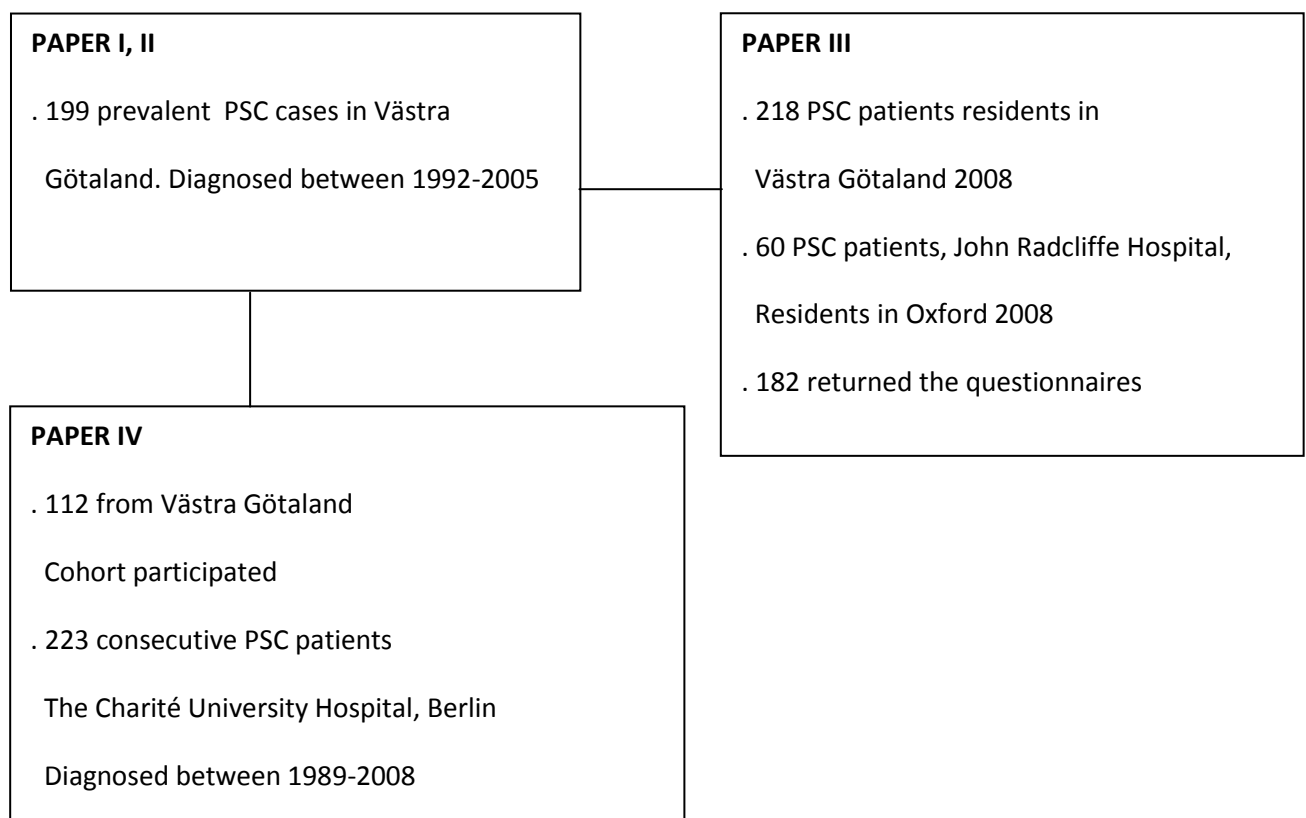 PAPER I, II
. 199 prevalent  PSC cases in Västra
Götaland. Diagnosed between 1992-2005
PAPER III
. 218 PSC patients residents in
Västra Götaland 2008
. 60 PSC patients, John Radcliffe Hospital,
Residents in Oxford 2008
. 182 returned the questionnaires
PAPER IV
. 112 from Västra Götaland
Cohort participated
. 223 consecutive PSC patients
The Charité University Hospital, Berlin
Diagnosed between 1989-2008